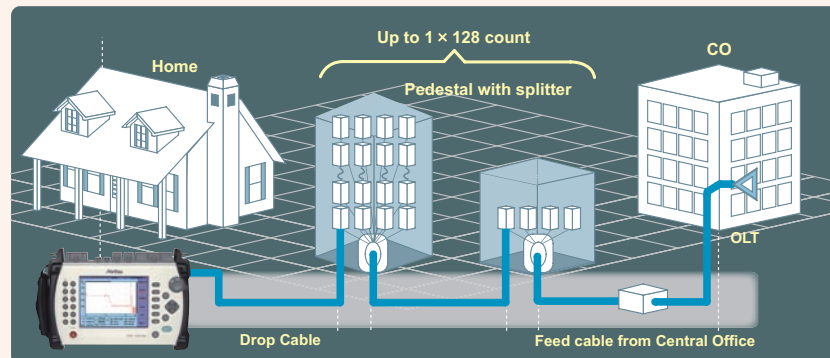 Up to 1 × 128 count
CO
Home
Pedestal with splitter
OLT
Drop Cable
Feed cable from Central Office